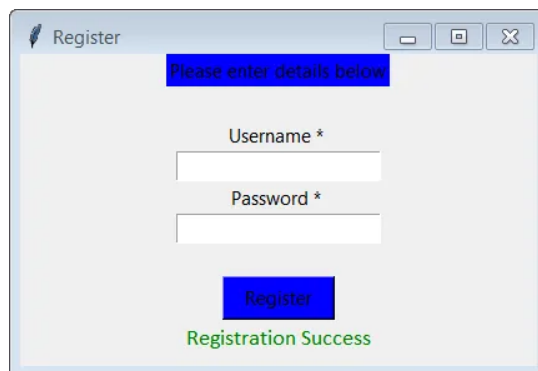 Register
Please enter details below
Username *
Password *
Register
Registration Success